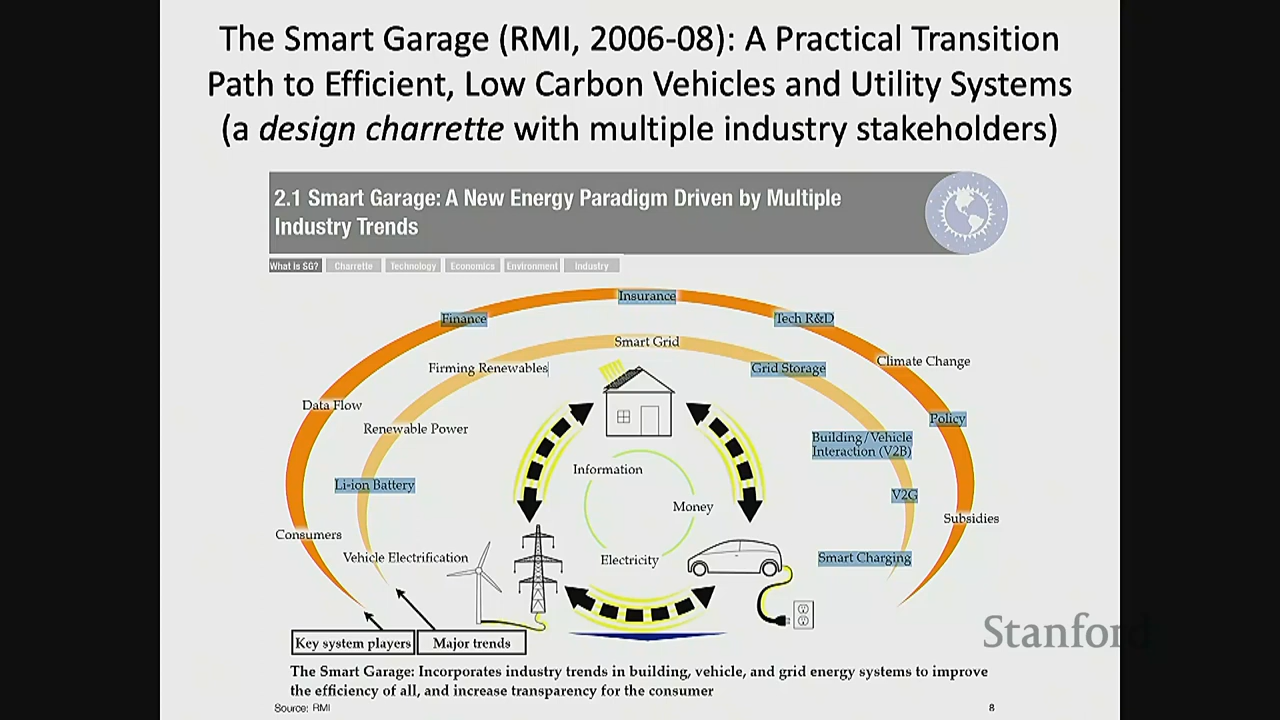 The Smart Garage (RMI, 2006-08): A Practical Transition
Path to Efficient, Low Carbon Vehicles and Utility Systems
(a design charrette with multiple industry stakeholders)
2.1 Smart Garage: A New Energy Paradigm Driven by Multiple
Industry Trends
What is SG?
Charrette
Technology
Economics
Environment
Industry
Insurance
Finance
Tech R&D
Smart Grid
Climate Change
Firming Renewables
Grid Storage
Data Flow
Policy
Renewable Power
Building/Vehicle
Interaction (V2B)
Information
Li-ion Battery
V2G
Money
Subsidies
Consumers
Vehicle Electrification
Electricity
Smart Charging
Stanford
Key system players
Major trends
The Smart Garage: Incorporates industry trends in building, vehicle, and grid energy systems to improve
the efficiency of all, and increase transparency for the consumer
Source: RMI
8